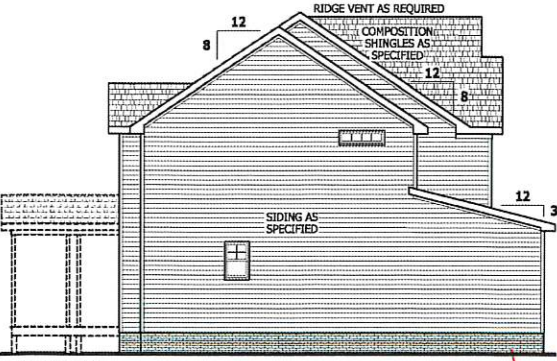 RIDGE VENT AS REQUIRED
12
8
COMPOSITION
SHINGLES AS
SPECIFIED
12
8
12
3
SIDING AS
SPECIFIED